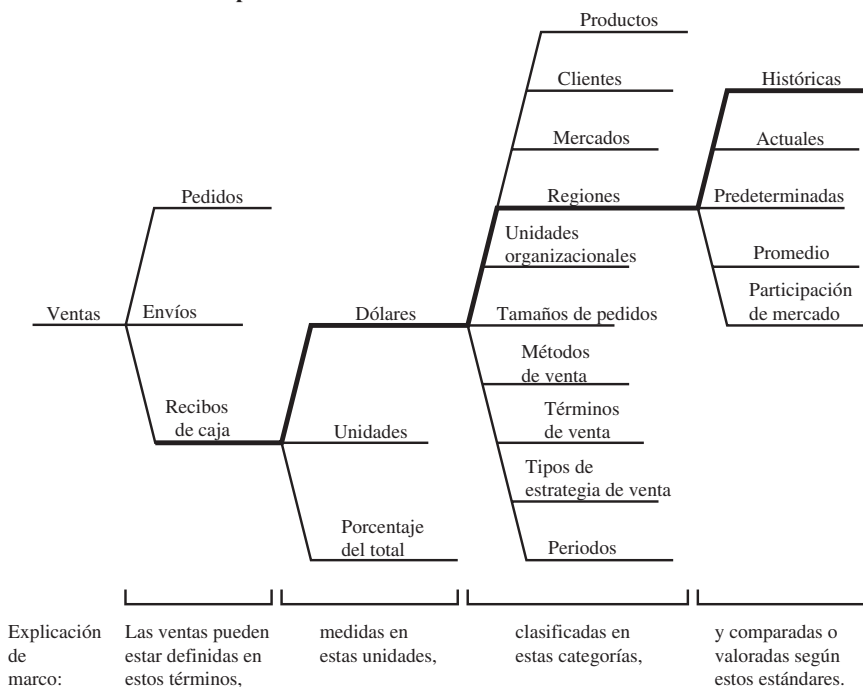 Productos
Clientes
Históricas
Mercados
Actuales
Pedidos
Regiones
Predeterminadas
Unidades
organizacionales
Promedio
Ventas
Envíos
Dólares
Tamaños de pedidos
Participación
de mercado
Métodos
de venta
Recibos
de caja
Unidades
Términos
de venta
Tipos de
estrategia de venta
Porcentaje
del total
Periodos
Explicación
de
marco:
Las ventas pueden
estar definidas en
estos términos,
medidas en
estas unidades,
clasificadas en
estas categorías,
y comparadas o
valoradas según
estos estándares.